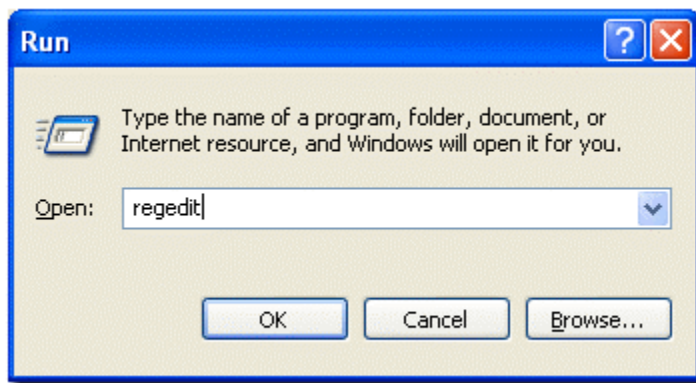 Run
Type the name of a program, folder, document, or
Internet resource, and Windows will open it for you.
Open: regedit
OK Cancel Browse...